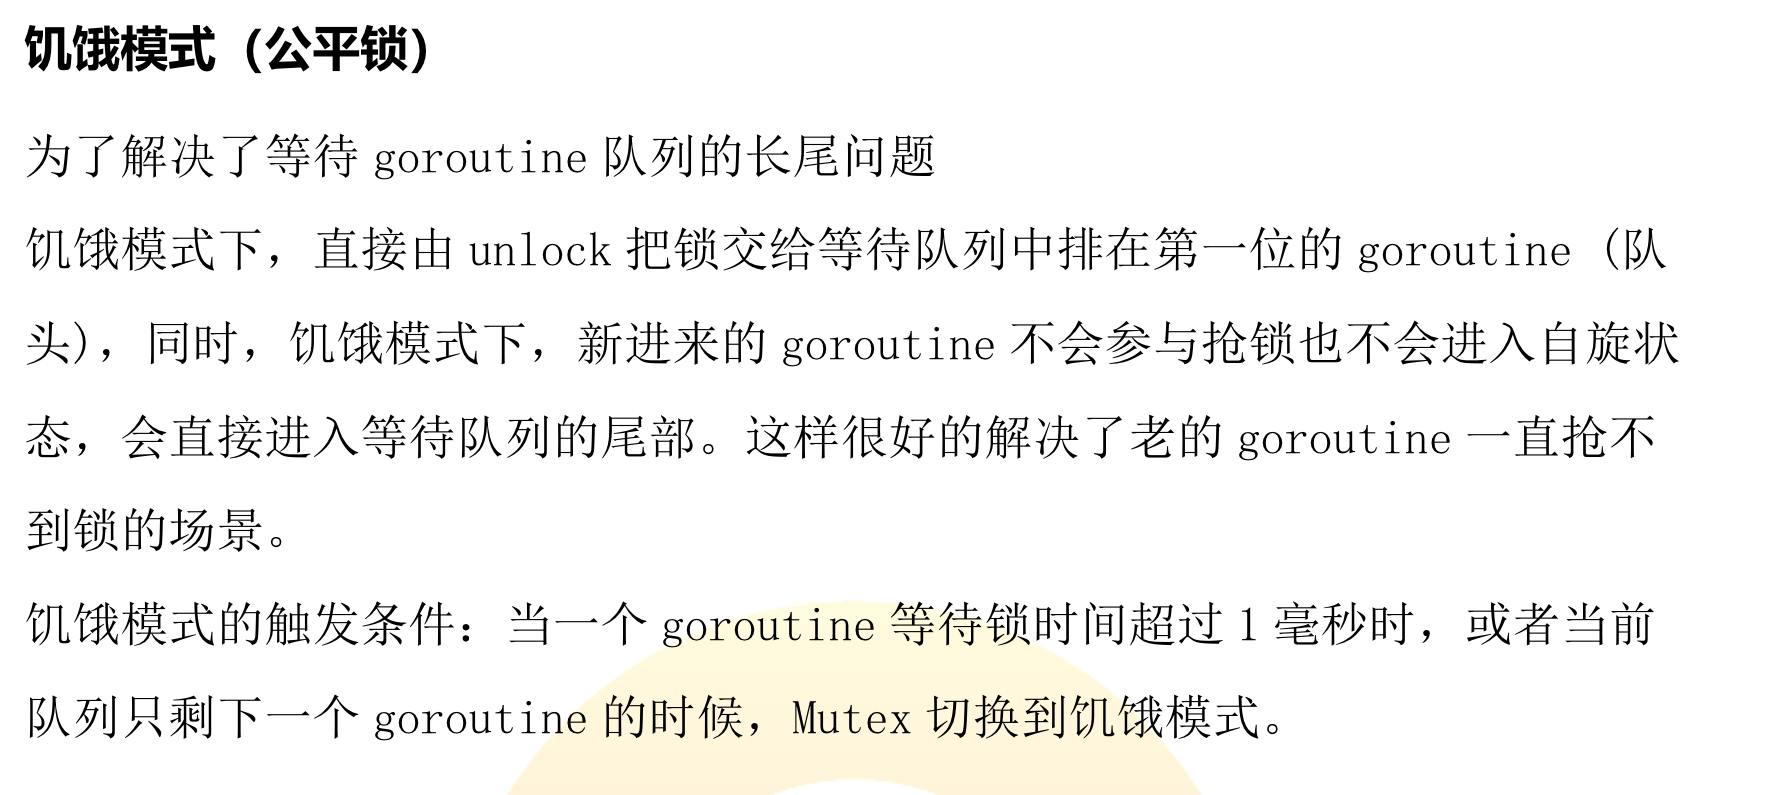 饥饿模式（公平锁）
为了解决了等待 goroutine 队列的长尾问题
饥饿模式下，直接由 unlock 把锁交给等待队列中排在第一位的 goroutine (队
头)，同时，饥饿模式下，新进来的 goroutine 不会参与抢锁也不会进入自旋状
态，会直接进入等待队列的尾部。这样很好的解决了老的 goroutine 一直抢不
到锁的场景。
饥饿模式的触发条件：当一个 goroutine 等待锁时间超过 1 毫秒时，或者当前
队列只剩下一个 goroutine 的时候，Mutex 切换到饥饿模式。